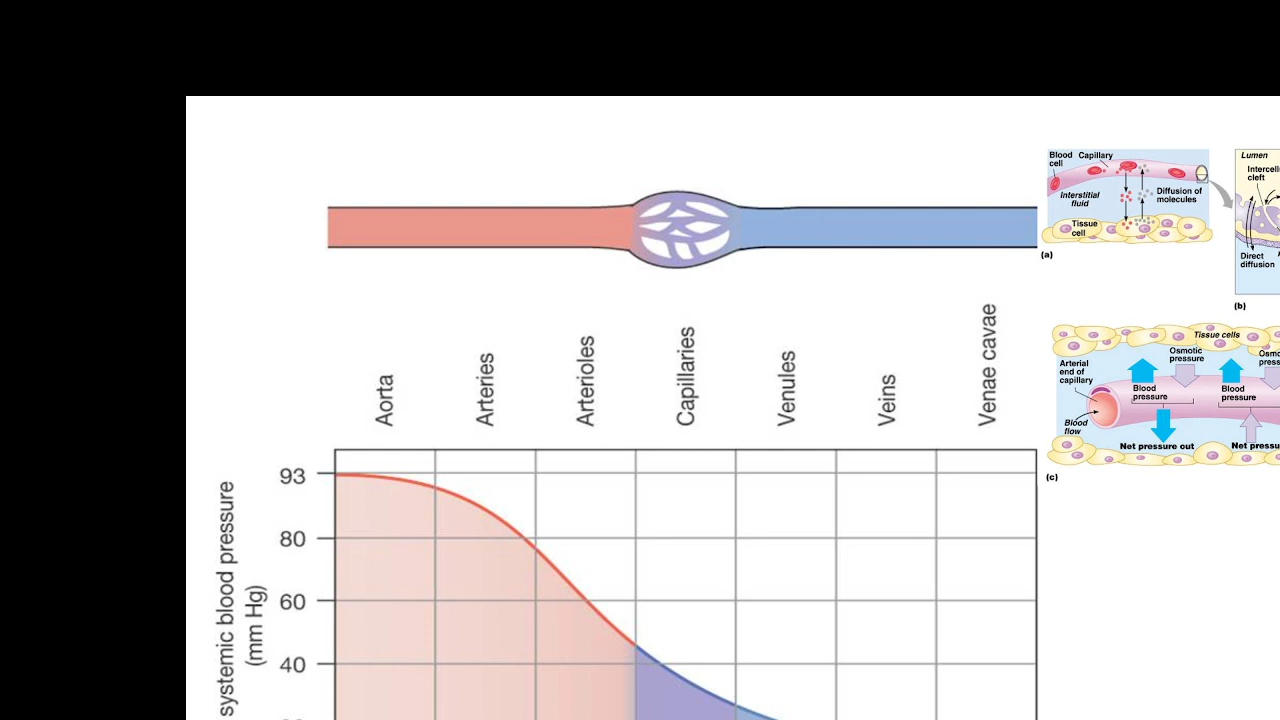 Aorta
Arteries
Arterioles
Capillaries
Venules
Veins
Venae cavae
93
80
60
40
systemic blood pressure
(mm Hg)
Blood
cell
Capillary
Interstitial
fluid
Diffusion of
molecules
Tissue
cell
(a)
Lumen
cleft
Direct
diffusion
(b)
Tissue cells
Arterial
end of
capillary
Osmotic
pressure
Blood
pressure
Blood
pressure
Blood
flow
Net pressure out
Net
(c)